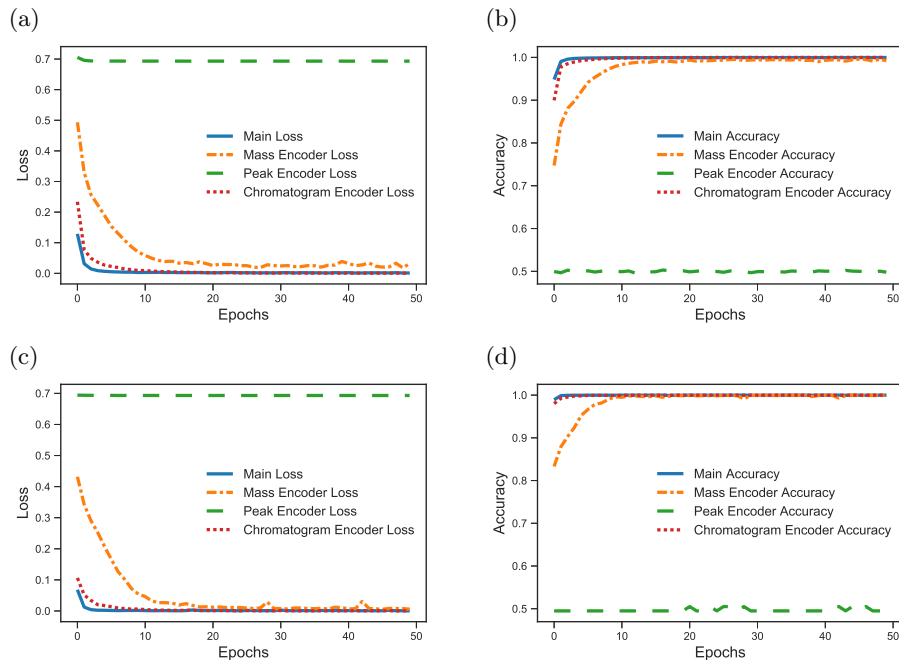 (a)
0.7
0.6
0.5
0.4
0.3
0.2
0.1
0.0
Loss
Main Loss
Mass Encoder Loss
Peak Encoder Loss
Chromatogram Encoder Loss
0 10 20 30 40 50
Epochs
(b)
1.0
0.9
0.8
0.7
0.6
0.5
Accuracy
Main Accuracy
Mass Encoder Accuracy
Peak Encoder Accuracy
Chromatogram Encoder Accuracy
0 10 20 30 40 50
Epochs
(c)
0.7
0.6
0.5
0.4
0.3
0.2
0.1
0.0
Loss
Main Loss
Mass Encoder Loss
Peak Encoder Loss
Chromatogram Encoder Loss
0 10 20 30 40 50
Epochs
(d)
1.0
0.9
0.8
0.7
0.6
0.5
Accuracy
Main Accuracy
Mass Encoder Accuracy
Peak Encoder Accuracy
Chromatogram Encoder Accuracy
0 10 20 30 40 50
Epochs